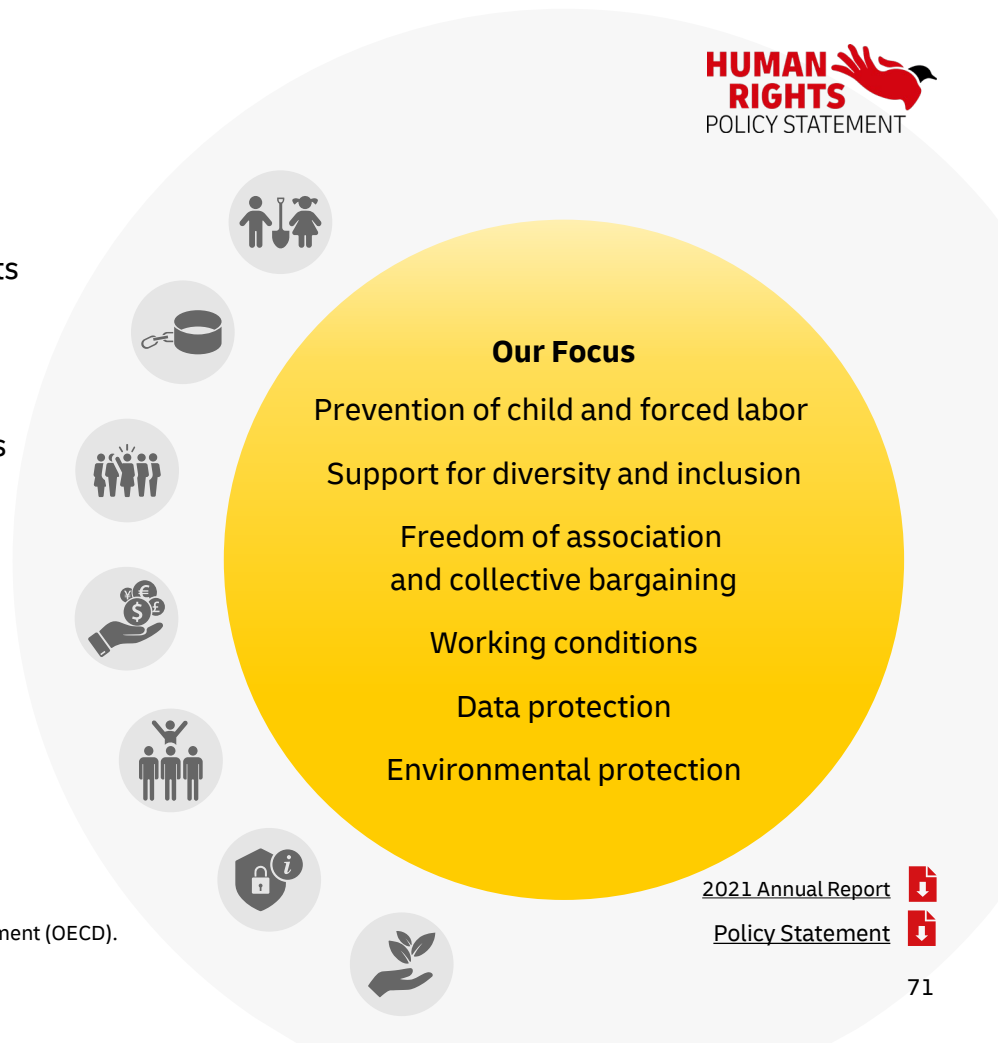 HUMAN
RIGHTS
POLICY STATEMENT
ts
s
Our Focus
Prevention of child and forced labor
Support for diversity and inclusion
Freedom of association
and collective bargaining
Working conditions
Data protection
Environmental protection
¥ € $ £
i
2021 Annual Report
ment (OECD).
Policy Statement
71